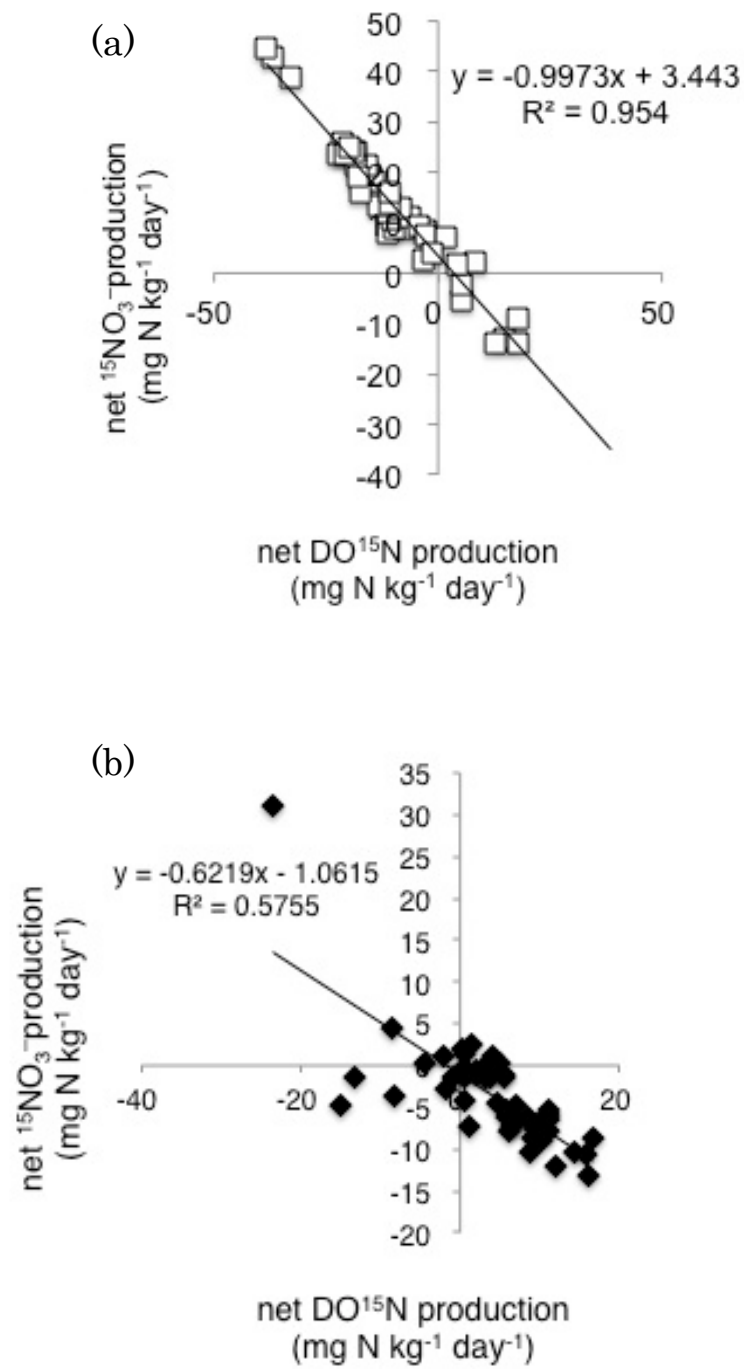 (a)
50
40
30
20
10
0
-10
-20
-30
-40
y = -0.9973x + 3.443
R² = 0.954
-50
0
50
net ¹⁵NO₃⁻production
(mg N kg⁻¹ day⁻¹)
net DO¹⁵N production
(mg N kg⁻¹ day⁻¹)
(b)
35
30
25
20
15
10
5
0
-5
-10
-15
-20
y = -0.6219x - 1.0615
R² = 0.5755
-40
-20
0
20
net ¹⁵NO₃⁻production
(mg N kg⁻¹ day⁻¹)
net DO¹⁵N production
(mg N kg⁻¹ day⁻¹)